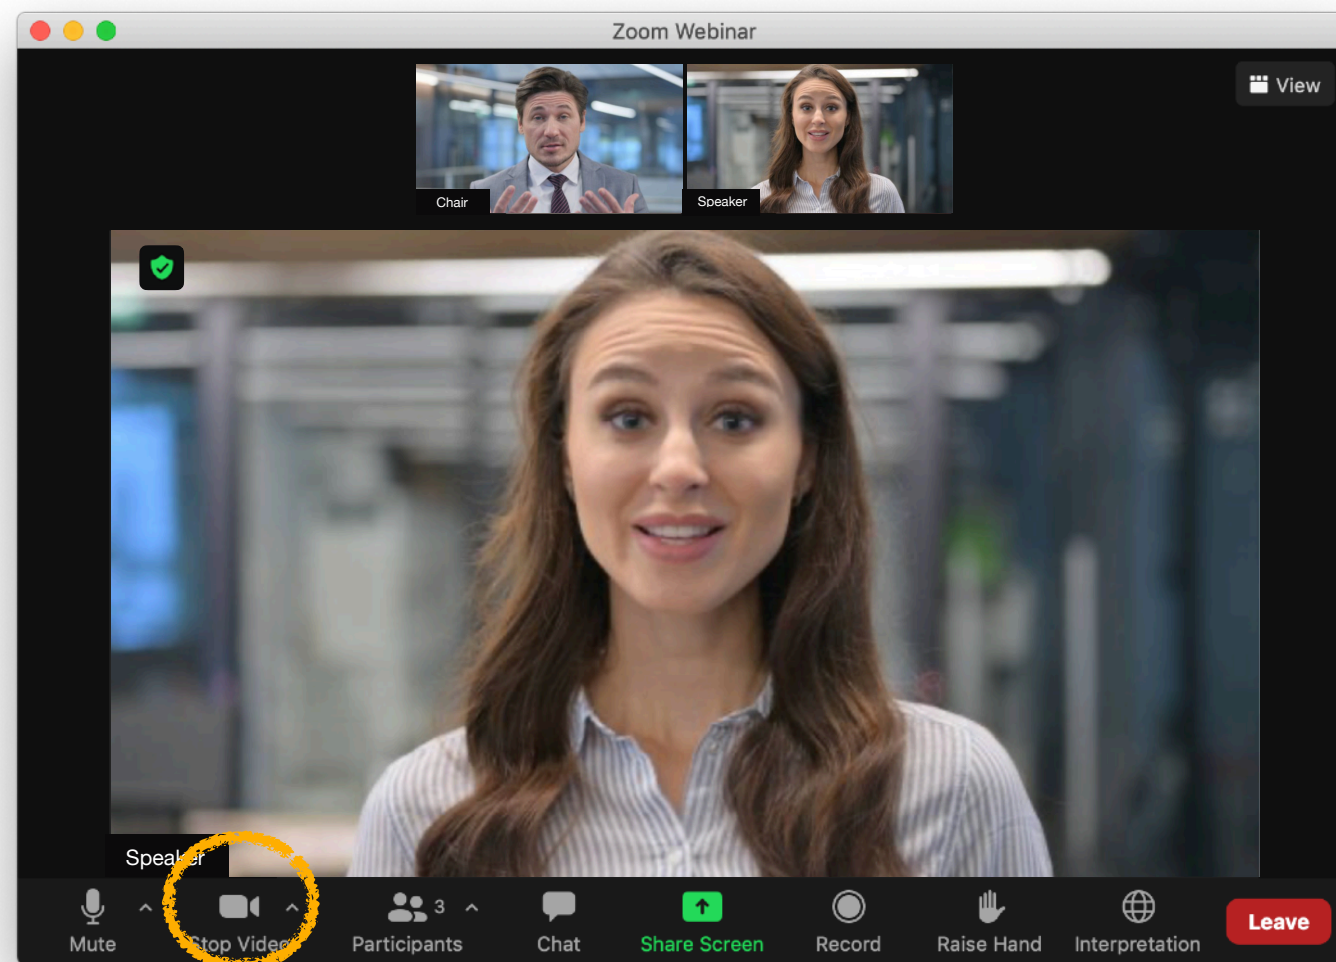 Zoom Webinar
View
Chair
Speaker
Speaker
3
Mute
Stop Video
Participants
Chat
Share Screen
Record
Raise Hand
Interpretation
Leave